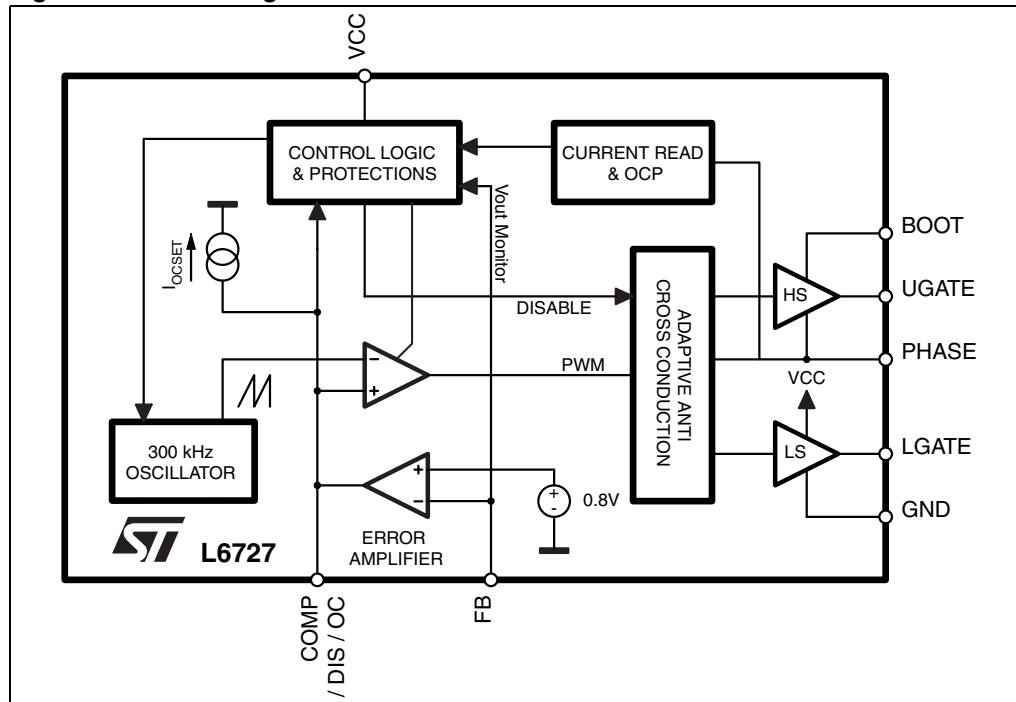 VCC
CONTROL LOGIC
& PROTECTIONS
CURRENT READ
& OCP
Vout Monitor
IOCSET
BOOT
HS
UGATE
DISABLE
ADAPTIVE ANTI
CROSS CONDUCTION
PHASE
VCC
PWM
−
+
300 kHz
OSCILLATOR
LS
LGATE
+
−
+
-
0.8V
GND
ST
L6727
ERROR
AMPLIFIER
COMP
/ DIS / OC
FB